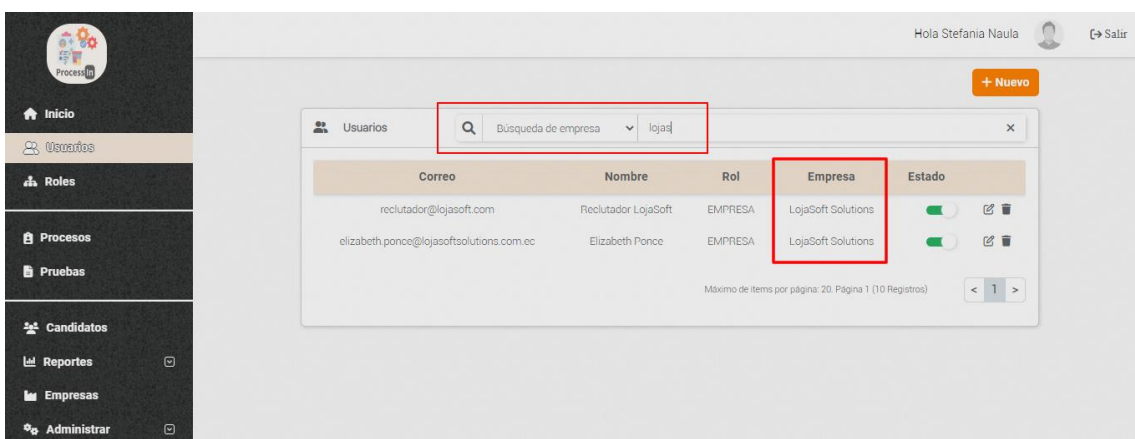 Hola Stefania Naula
Salir
ProcessIn
+ Nuevo
Inicio
Usuarios
Roles
Procesos
Pruebas
Candidatos
Reportes
Empresas
Administrar
Usuarios Búsqueda de empresa lojas
Correo Nombre Rol Empresa Estado
reclutador@lojasoft.com Reclutador LojaSoft EMPRESA LojaSoft Solutions
elizabeth.ponce@lojasoftsolutions.com.ec Elizabeth Ponce EMPRESA LojaSoft Solutions
Máximo de items por página: 20. Página 1 (10 Registros) < 1 >